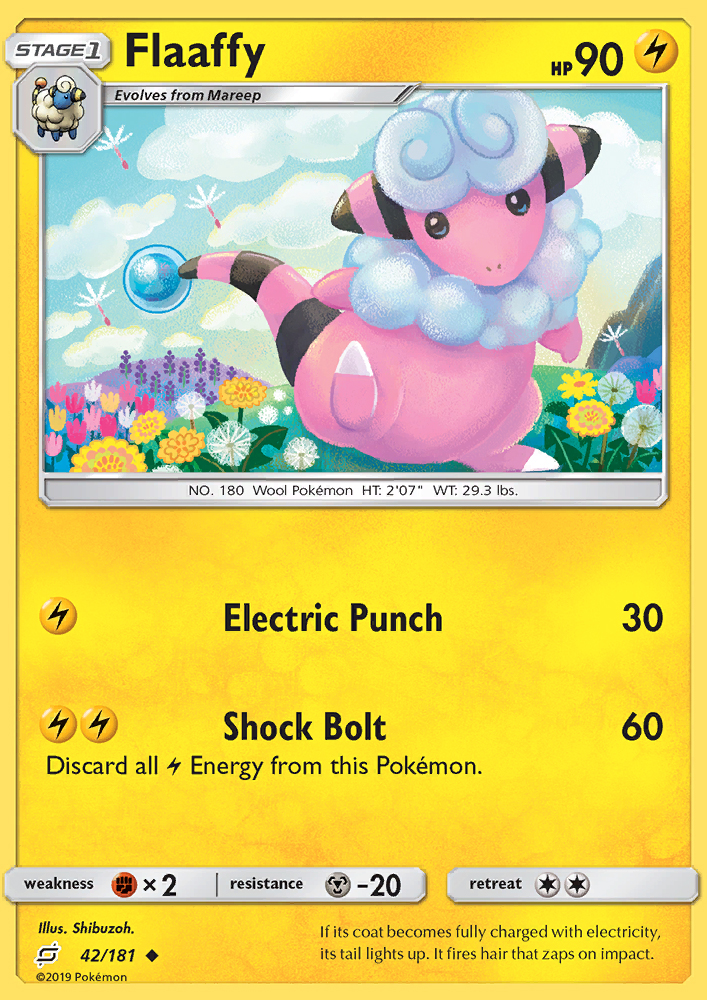 STAGE1
Flaaffy
HP90
Evolves from Mareep
NO. 180 Wool Pokémon HT: 2'07" WT: 29.3 lbs.
Electric Punch 30
Shock Bolt 60
Discard all Energy from this Pokémon.
weakness ×2 resistance -20 retreat
Illus. Shibuzoh.
42/181
©2019 Pokémon
If its coat becomes fully charged with electricity,
its tail lights up. It fires hair that zaps on impact.